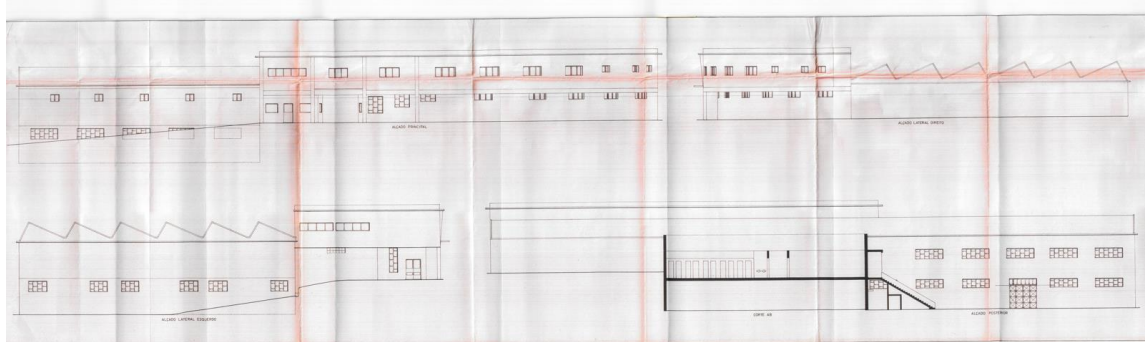 ALÇADO PRINCIPAL
ALÇADO LATERAL DIREITO
ALÇADO LATERAL ESQUERDO
CORTE AB
ALÇADO POSTERIOR